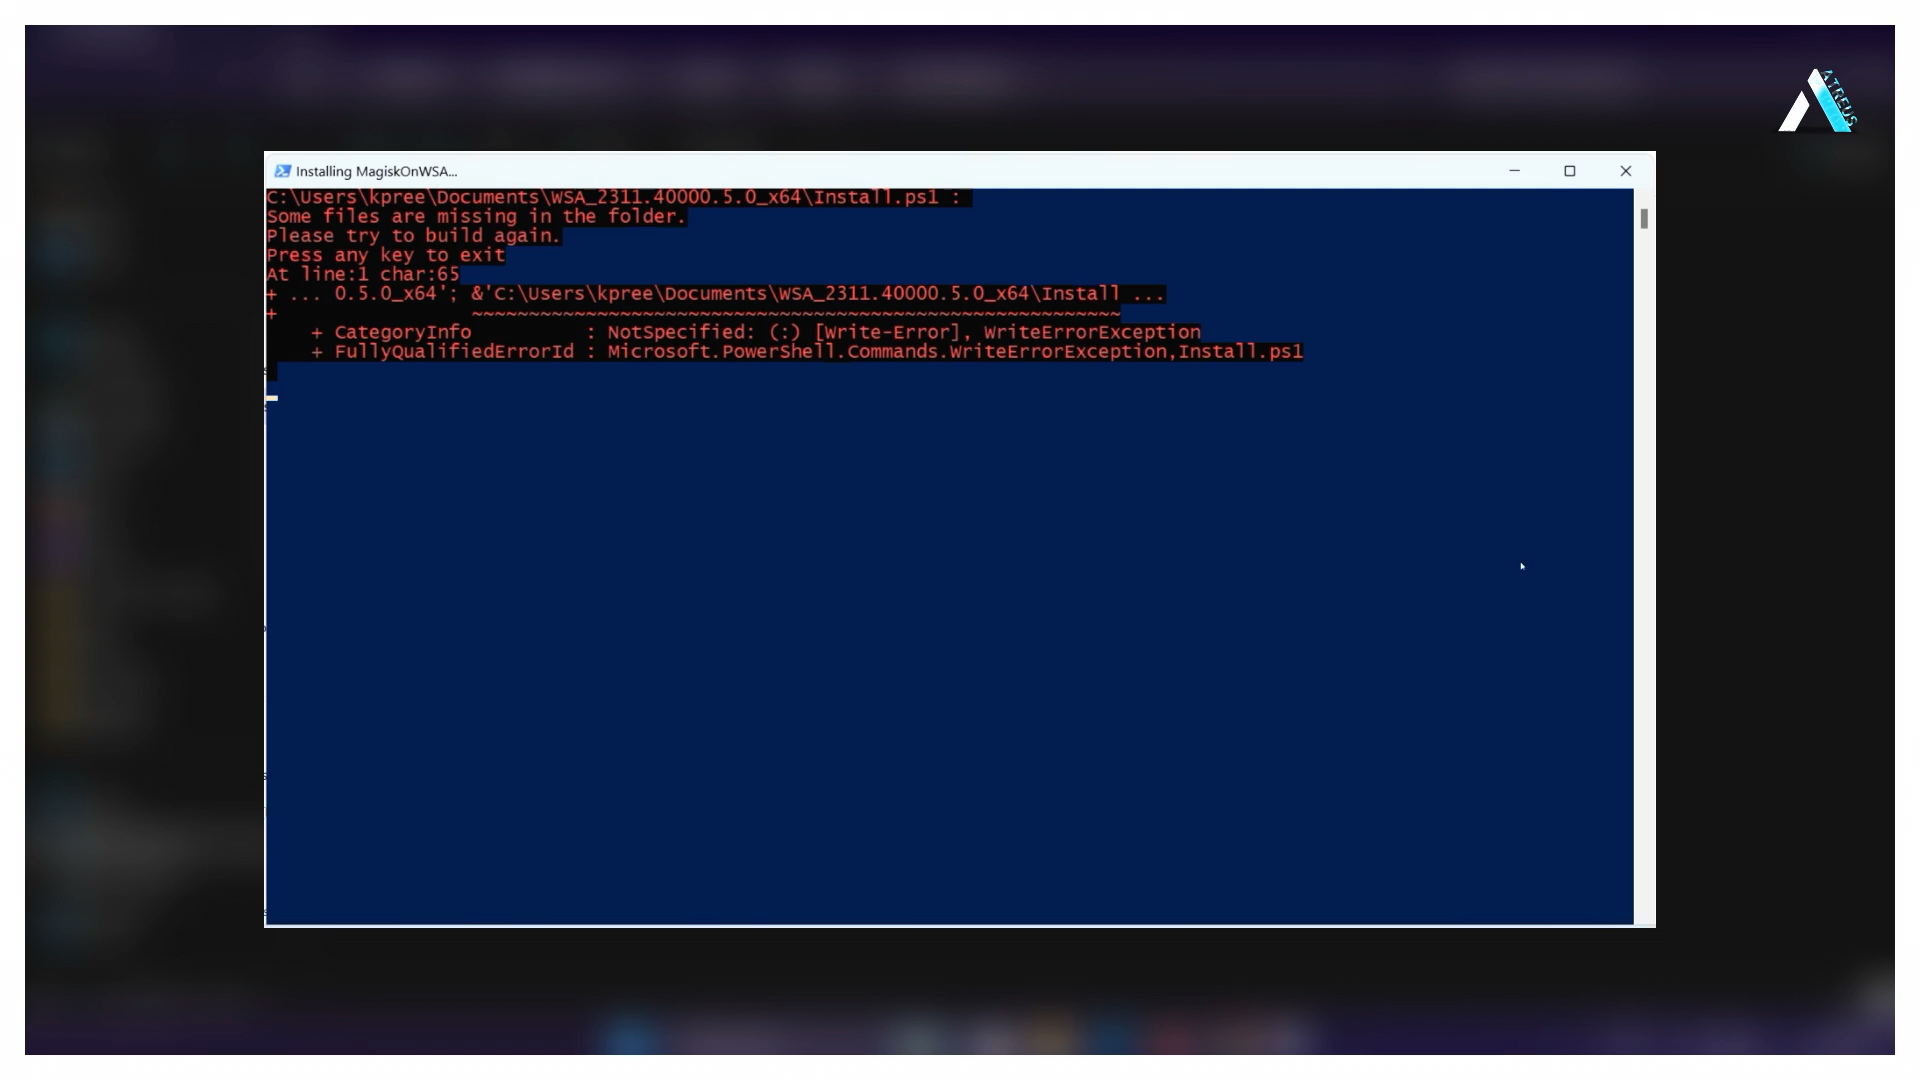 ATREUS
Installing MagiskOnWSA...
C:\Users\kpree\Documents\WSA_2311.40000.5.0_x64\Install.ps1 :
Some files are missing in the folder.
Please try to build again.
Press any key to exit
At line:1 char:65
+ ... 0.5.0_x64'; &'C:\Users\kpree\Documents\WSA_2311.40000.5.0_x64\Install ...
+                 ~~~~~~~~~~~~~~~~~~~~~~~~~~~~~~~~~~~~~~~~~~~~~~~~~~~~~~~~~
    + CategoryInfo          : NotSpecified: (:) [Write-Error], WriteErrorException
    + FullyQualifiedErrorId : Microsoft.PowerShell.Commands.WriteErrorException,Install.ps1